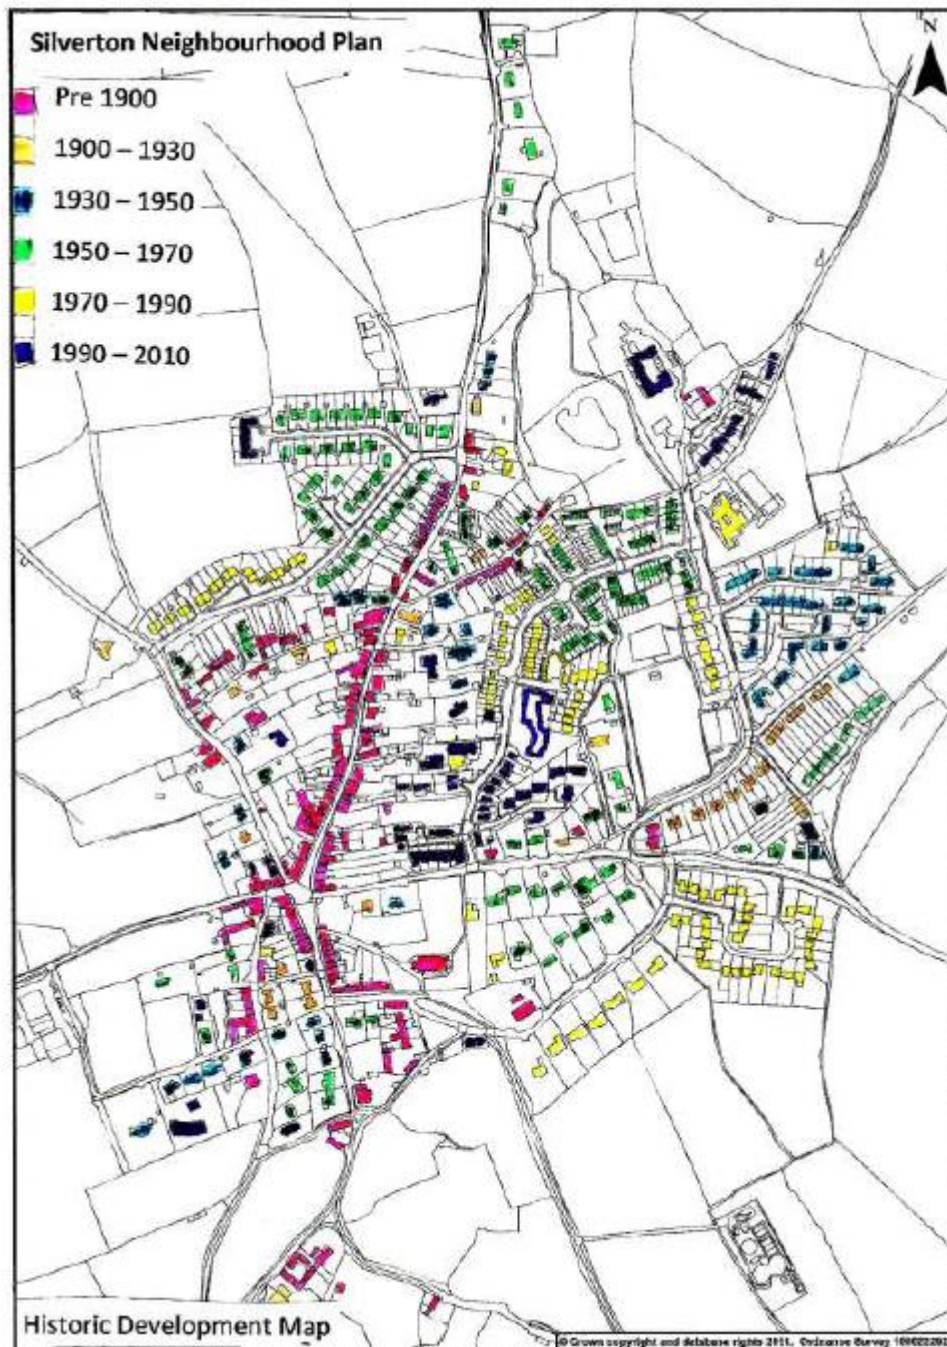 Silverton Neighbourhood Plan
N
Pre 1900
1900 – 1930
1930 – 1950
1950 – 1970
1970 – 1990
1990 – 2010
Historic Development Map
© Crown copyright and database rights 2011. Ordnance Survey